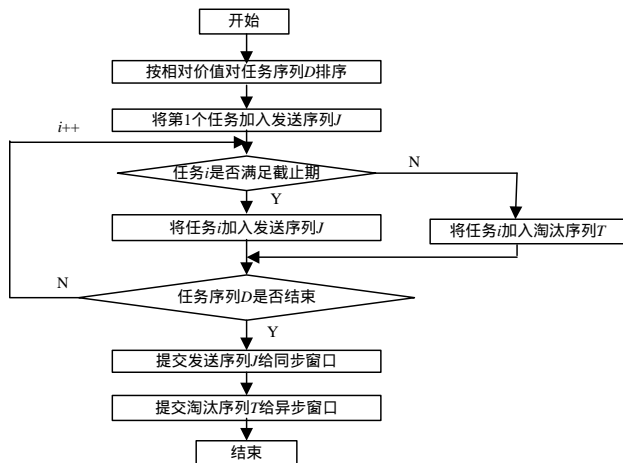 开始
按相对价值对任务序列D排序
将第1个任务加入发送序列J
i++
任务i是否满足截止期
N
Y
将任务i加入发送序列J
将任务i加入淘汰序列T
N
任务序列D是否结束
Y
提交发送序列J给同步窗口
提交淘汰序列T给异步窗口
结束